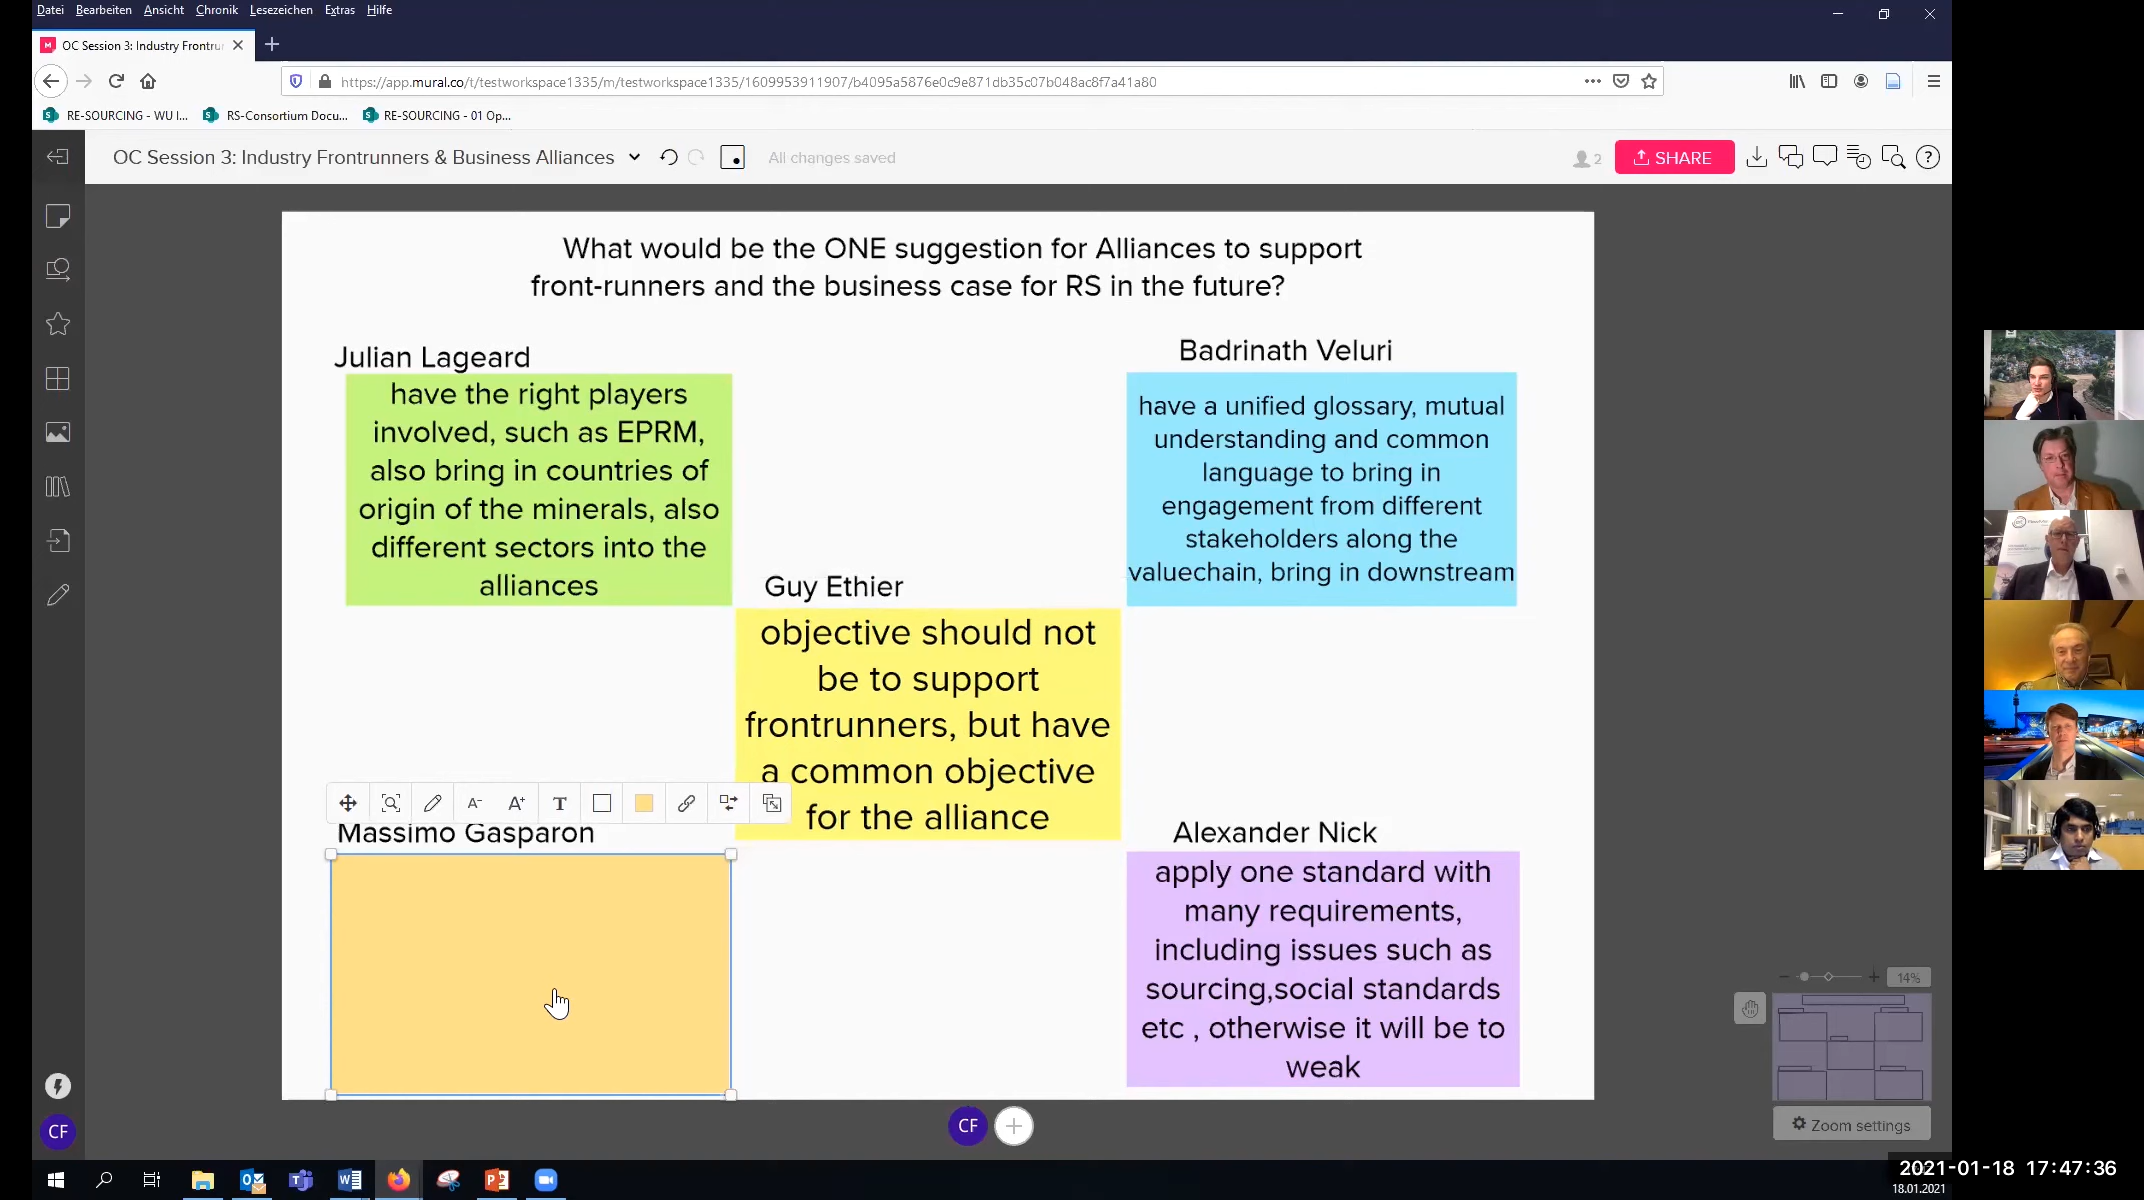 Datei Bearbeiten Ansicht Chronik Lesezeichen Extras Hilfe
OC Session 3: Industry Frontru
https://app.mural.co/t/testworkspace1335/m/testworkspace1335/1609953911907/b4095a5876e0c9e871db35c07b048ac8f7a41a80
RE-SOURCING - WU I... RS-Consortium Docu... RE-SOURCING - 01 Op...
OC Session 3: Industry Frontrunners & Business Alliances All changes saved 2 SHARE
What would be the ONE suggestion for Alliances to support
front-runners and the business case for RS in the future?
Julian Lageard
have the right players
involved, such as EPRM,
also bring in countries of
origin of the minerals, also
different sectors into the
alliances
Badrinath Veluri
have a unified glossary, mutual
understanding and common
language to bring in
engagement from different
stakeholders along the
valuechain, bring in downstream
Guy Ethier
objective should not
be to support
frontrunners, but have
a common objective
for the alliance
Massimo Gasparon
Alexander Nick
apply one standard with
many requirements,
including issues such as
sourcing,social standards
etc , otherwise it will be to
weak
14%
Zoom settings
CF
CF
2021-01-18 17:47:36
18.01.2021